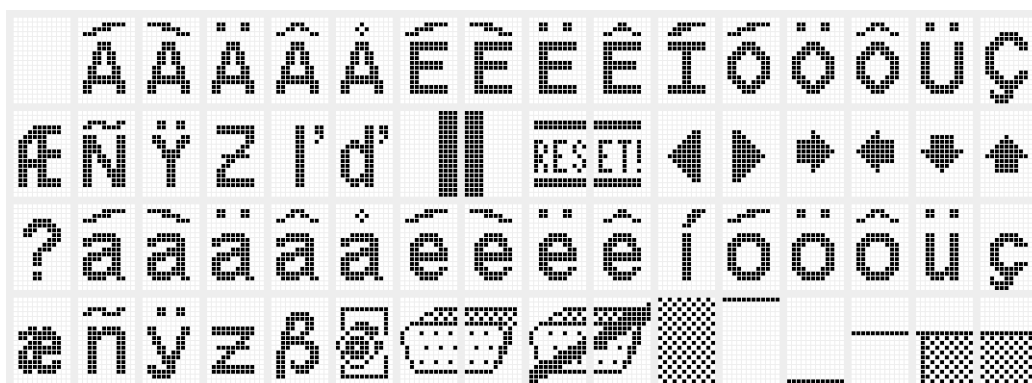 Á À Ä Â Å É È Ë Ê Í Ó Ö Ô Ü Ç
Æ Ñ Ÿ Z l' d' RESET!
? á à ä â å é è ë ê í ó ö ô ü ç
æ ñ ÿ z ß